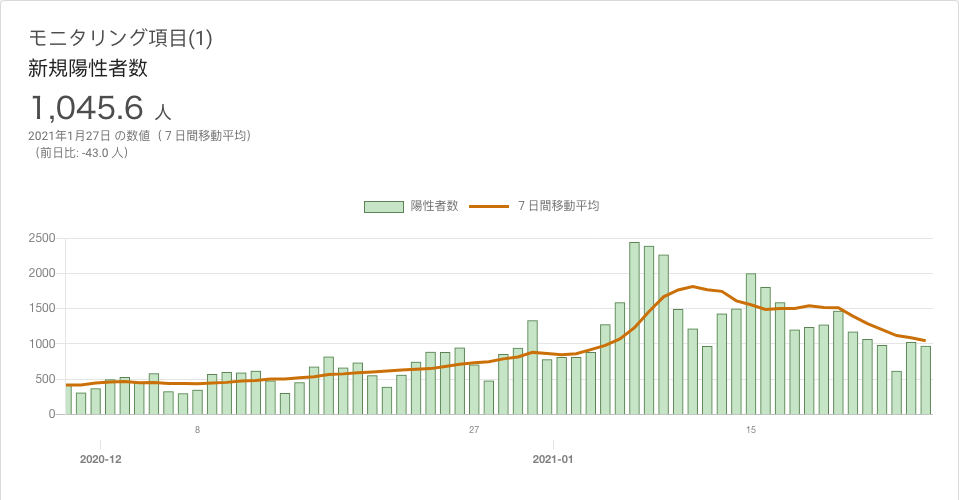 モニタリング項目(1)
新規陽性者数
1,045.6 人
2021年1月27日 の数値（７日間移動平均）
（前日比: -43.0 人）
陽性者数 ７日間移動平均
2500
2000
1500
1000
500
0
8 27 15
2020-12 2021-01